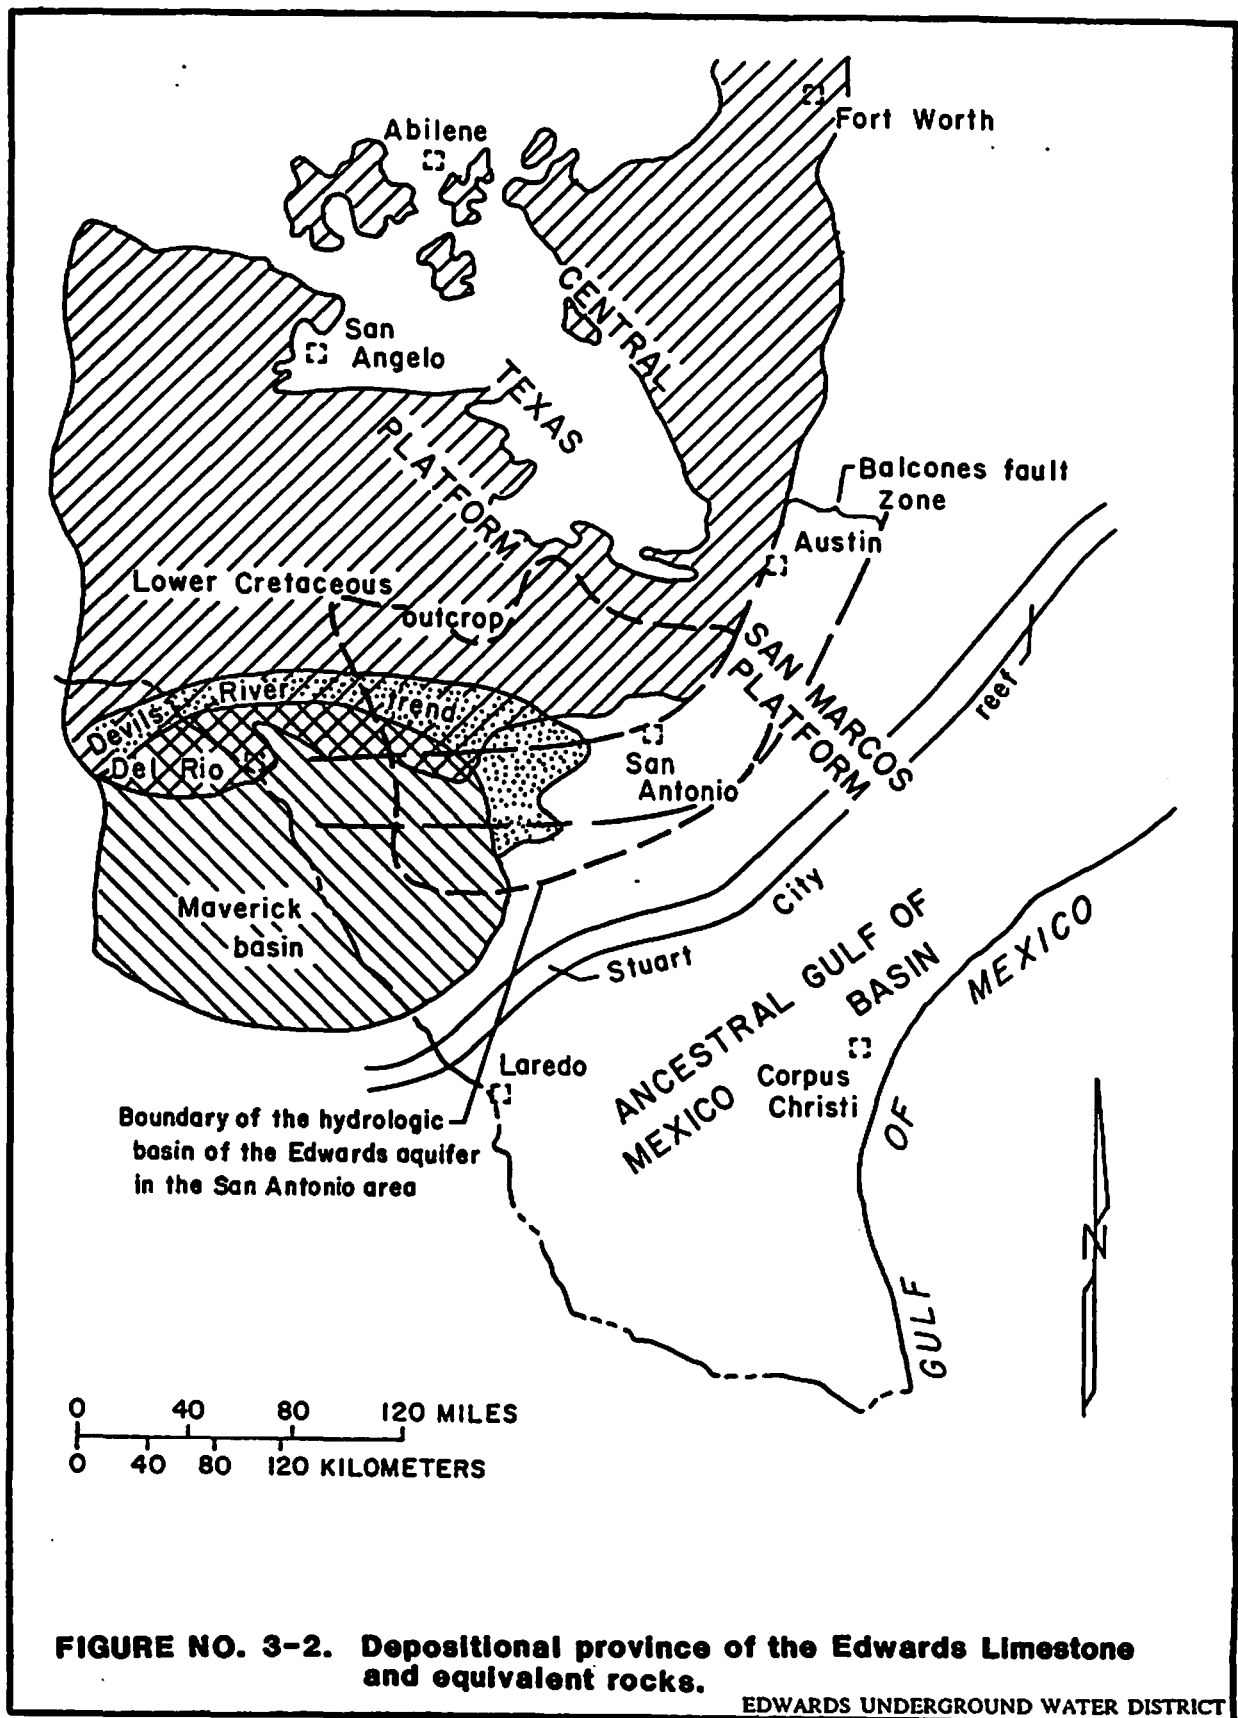 Fort Worth
Abilene
CENTRAL
San
Angelo
TEXAS
PLATFORM
Balcones fault
Zone
Austin
Lower Cretaceous
outcrop
SAN MARCOS
PLATFORM
reef
Devils River trend
Del Rio
San
Antonio
Maverick
basin
City
Stuart
ANCESTRAL GULF OF
MEXICO BASIN
GULF OF MEXICO
Corpus
Christi
Laredo
Boundary of the hydrologic
basin of the Edwards aquifer
in the San Antonio area
N
0 40 80 120 MILES
0 40 80 120 KILOMETERS
FIGURE NO. 3-2. Depositional province of the Edwards Limestone
and equivalent rocks.
EDWARDS UNDERGROUND WATER DISTRICT